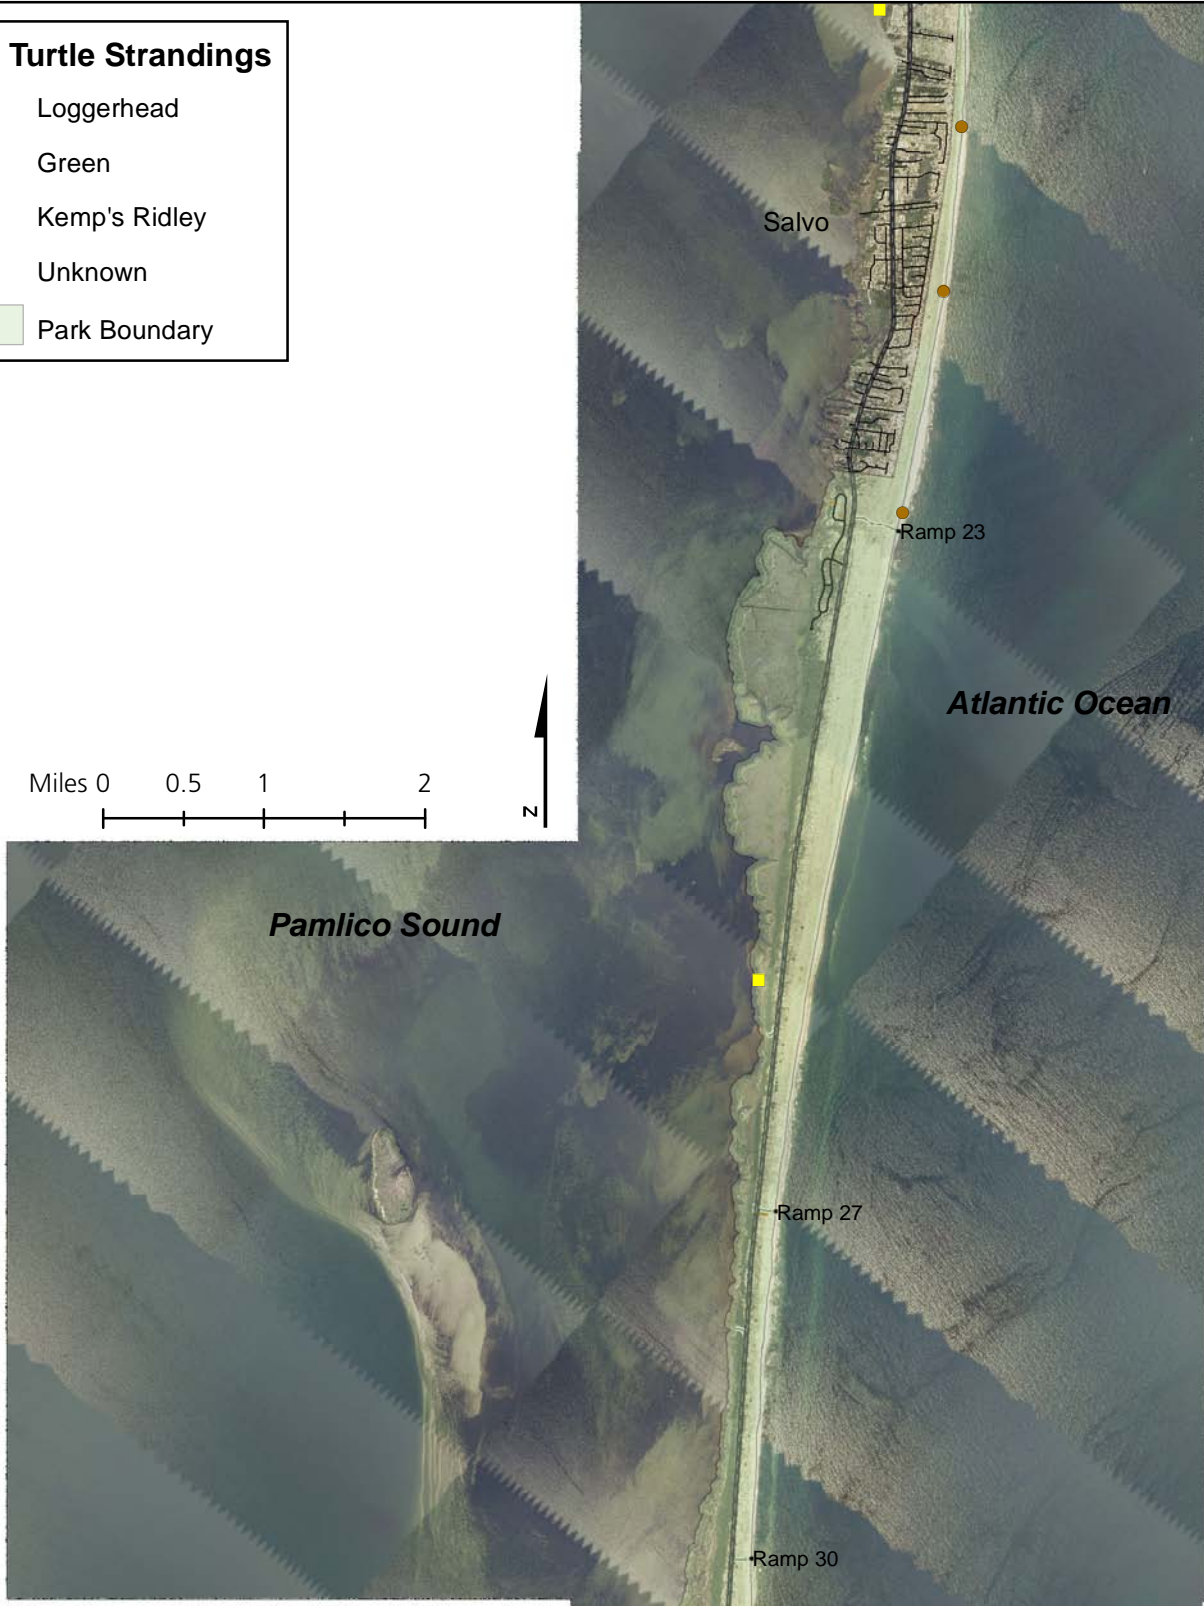 Turtle Strandings
Loggerhead
Green
Kemp's Ridley
Unknown
Park Boundary
Salvo
Ramp 23
Atlantic Ocean
Miles 0 0.5 1 2
N
Pamlico Sound
Ramp 27
Ramp 30